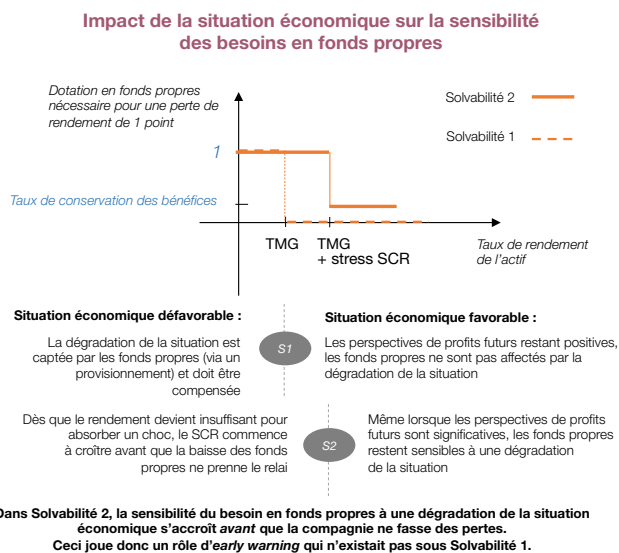 Impact de la situation économique sur la sensibilité
des besoins en fonds propres
Dotation en fonds propres
nécessaire pour une perte de
rendement de 1 point
Solvabilité 2
Solvabilité 1
1
Taux de conservation des bénéfices
TMG
TMG
+ stress SCR
Taux de rendement
de l'actif
Situation économique défavorable :
La dégradation de la situation est
captée par les fonds propres (via un
provisionnement) et doit être
compensée
S1
Situation économique favorable :
Les perspectives de profits futurs restant positives,
les fonds propres ne sont pas affectés par la
dégradation de la situation
Dès que le rendement devient insuffisant pour
absorber un choc, le SCR commence
à croître avant que la baisse des fonds
propres ne prenne le relai
S2
Même lorsque les perspectives de profits
futurs sont significatives, les fonds propres
restent sensibles à une dégradation
de la situation
Dans Solvabilité 2, la sensibilité du besoin en fonds propres à une dégradation de la situation
économique s'accroît avant que la compagnie ne fasse des pertes.
Ceci joue donc un rôle d'early warning qui n'existait pas sous Solvabilité 1.